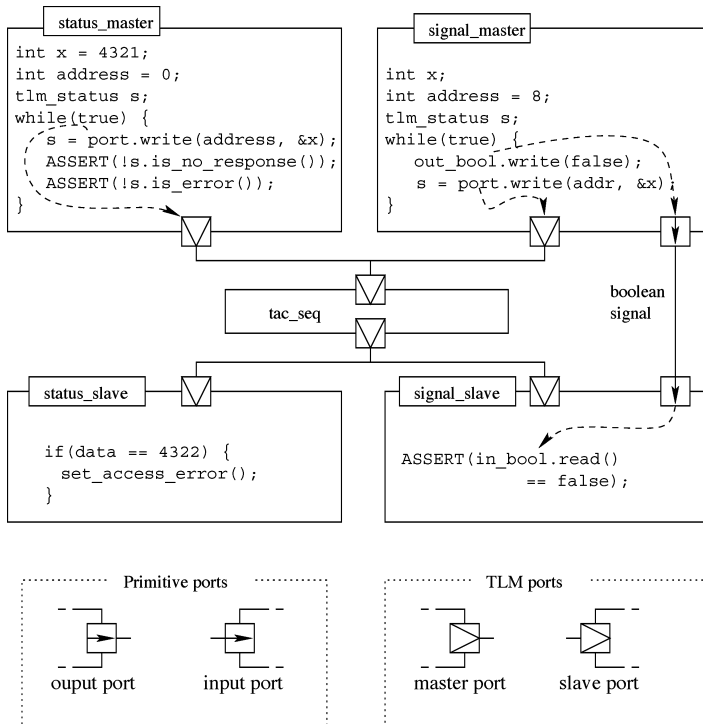 status_master
int x = 4321;
int address = 0;
tlm_status s;
while(true) {
s = port.write(address, &x);
ASSERT(!s.is_no_response());
ASSERT(!s.is_error());
}
signal_master
int x;
int address = 8;
tlm_status s;
while(true) {
out_bool.write(false);
s = port.write(addr, &x);
}
tac_seq
boolean
signal
status_slave
if(data == 4322) {
set_access_error();
}
signal_slave
ASSERT(in_bool.read()
== false);
Primitive ports
ouput port
input port
TLM ports
master port
slave port